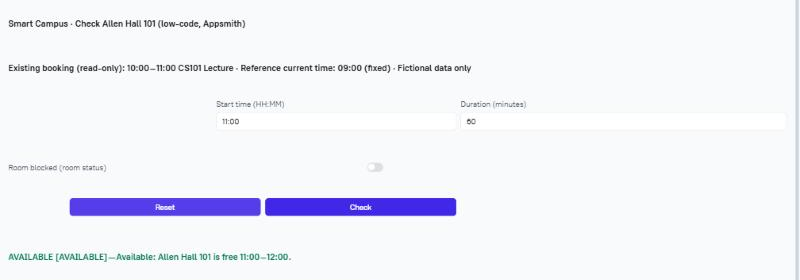 Smart Campus · Check Allen Hall 101 (low-code, Appsmith)
Existing booking (read-only): 10:00–11:00 CS101 Lecture · Reference current time: 09:00 (fixed) · Fictional data only
Start time (HH:MM) Duration (minutes)
11:00 60
Room blocked (room status)
Reset Check
AVAILABLE [AVAILABLE] — Available: Allen Hall 101 is free 11:00–12:00.